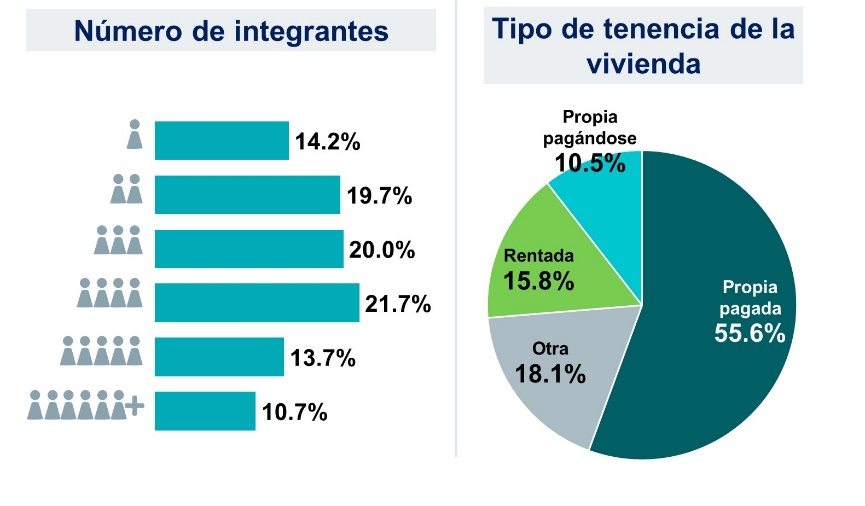 Número de integrantes
14.2%
19.7%
20.0%
21.7%
13.7%
+ 10.7%
Tipo de tenencia de la
vivienda
Propia
pagándose
10.5%
Rentada
15.8%
Otra
18.1%
Propia
pagada
55.6%